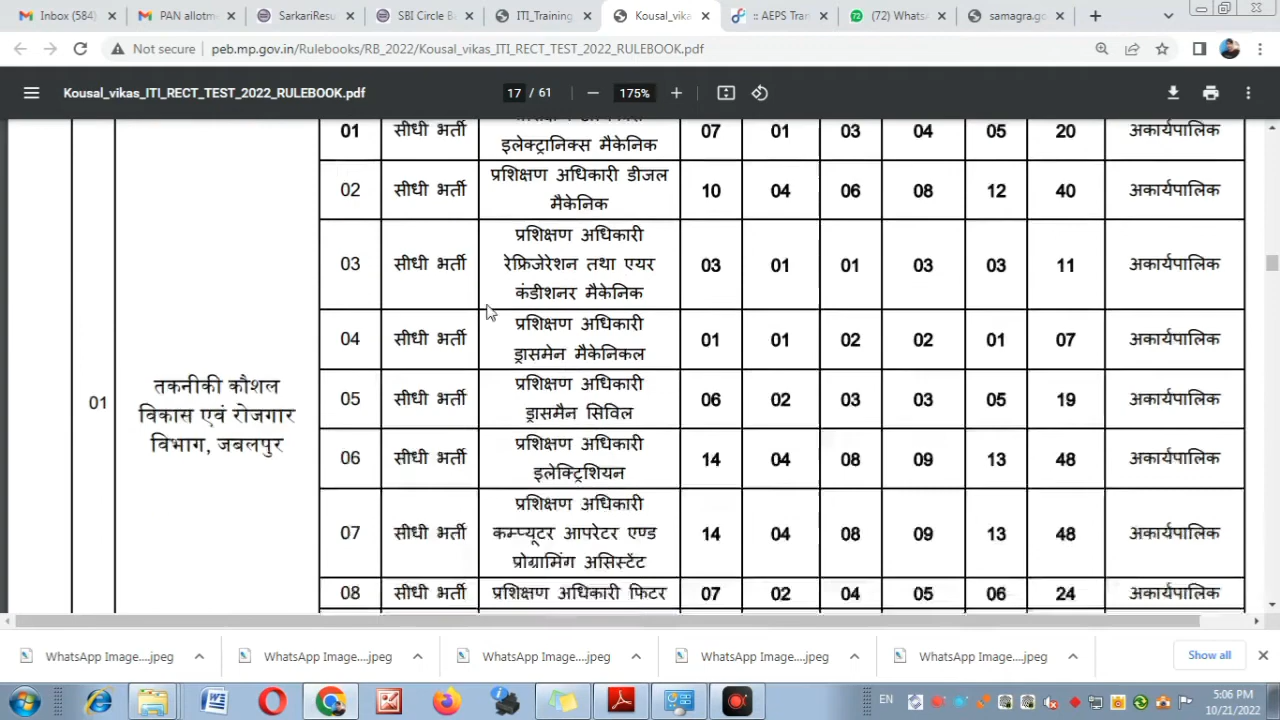 Inbox (584)
PAN allotm
SarkariResu
SBI Circle Ba
ITI_Training
Kousal_vika
:: AEPS Tran
(72) WhatsA
samagra.go
Not secure
peb.mp.gov.in/Rulebooks/RB_2022/Kousal_vikas_ITI_RECT_TEST_2022_RULEBOOK.pdf
Kousal_vikas_ITI_RECT_TEST_2022_RULEBOOK.pdf
17 / 61
175%
01 सीधी भर्ती इलेक्ट्रानिक्स मैकेनिक 07 01 03 04 05 20 अकार्यपालिक
02 सीधी भर्ती प्रशिक्षण अधिकारी डीजल 10 04 06 08 12 40 अकार्यपालिक
मैकेनिक
प्रशिक्षण अधिकारी
03 सीधी भर्ती रेफ्रिजेरेशन तथा एयर 03 01 01 03 03 11 अकार्यपालिक
कंडीशनर मैकेनिक
04 सीधी भर्ती प्रशिक्षण अधिकारी 01 01 02 02 01 07 अकार्यपालिक
ड्रासमेन मैकेनिकल
01
तकनीकी कौशल
विकास एवं रोजगार
विभाग, जबलपुर
05 सीधी भर्ती प्रशिक्षण अधिकारी 06 02 03 03 05 19 अकार्यपालिक
ड्रासमैन सिविल
06 सीधी भर्ती प्रशिक्षण अधिकारी 14 04 08 09 13 48 अकार्यपालिक
इलेक्ट्रिशियन
प्रशिक्षण अधिकारी
07 सीधी भर्ती कम्प्यूटर आपरेटर एण्ड 14 04 08 09 13 48 अकार्यपालिक
प्रोग्रामिंग असिस्टेंट
08 सीधी भर्ती प्रशिक्षण अधिकारी फिटर 07 02 04 05 06 24 अकार्यपालिक
WhatsApp Image....jpeg
WhatsApp Image....jpeg
WhatsApp Image....jpeg
WhatsApp Image....jpeg
WhatsApp Image....jpeg
Show all
EN
5:06 PM
10/21/2022